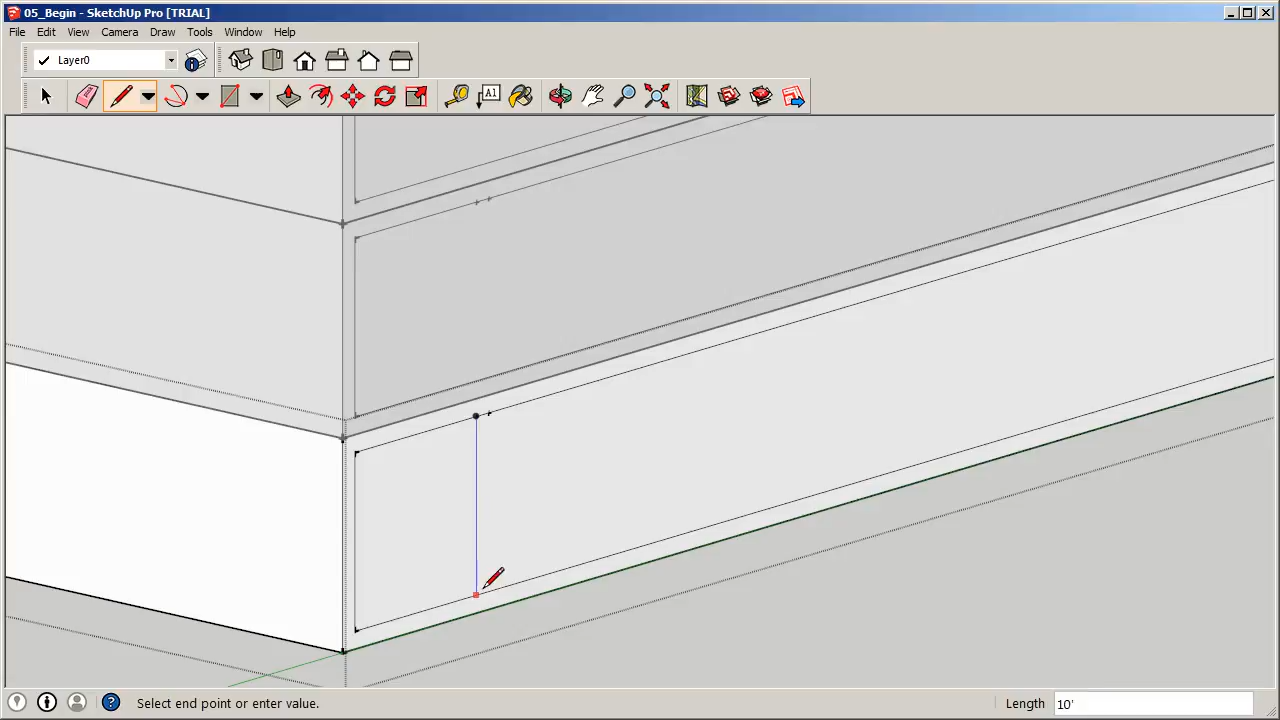 05_Begin - SketchUp Pro [TRIAL]
File Edit View Camera Draw Tools Window Help
Layer0
A1
Select end point or enter value.
Length 10'